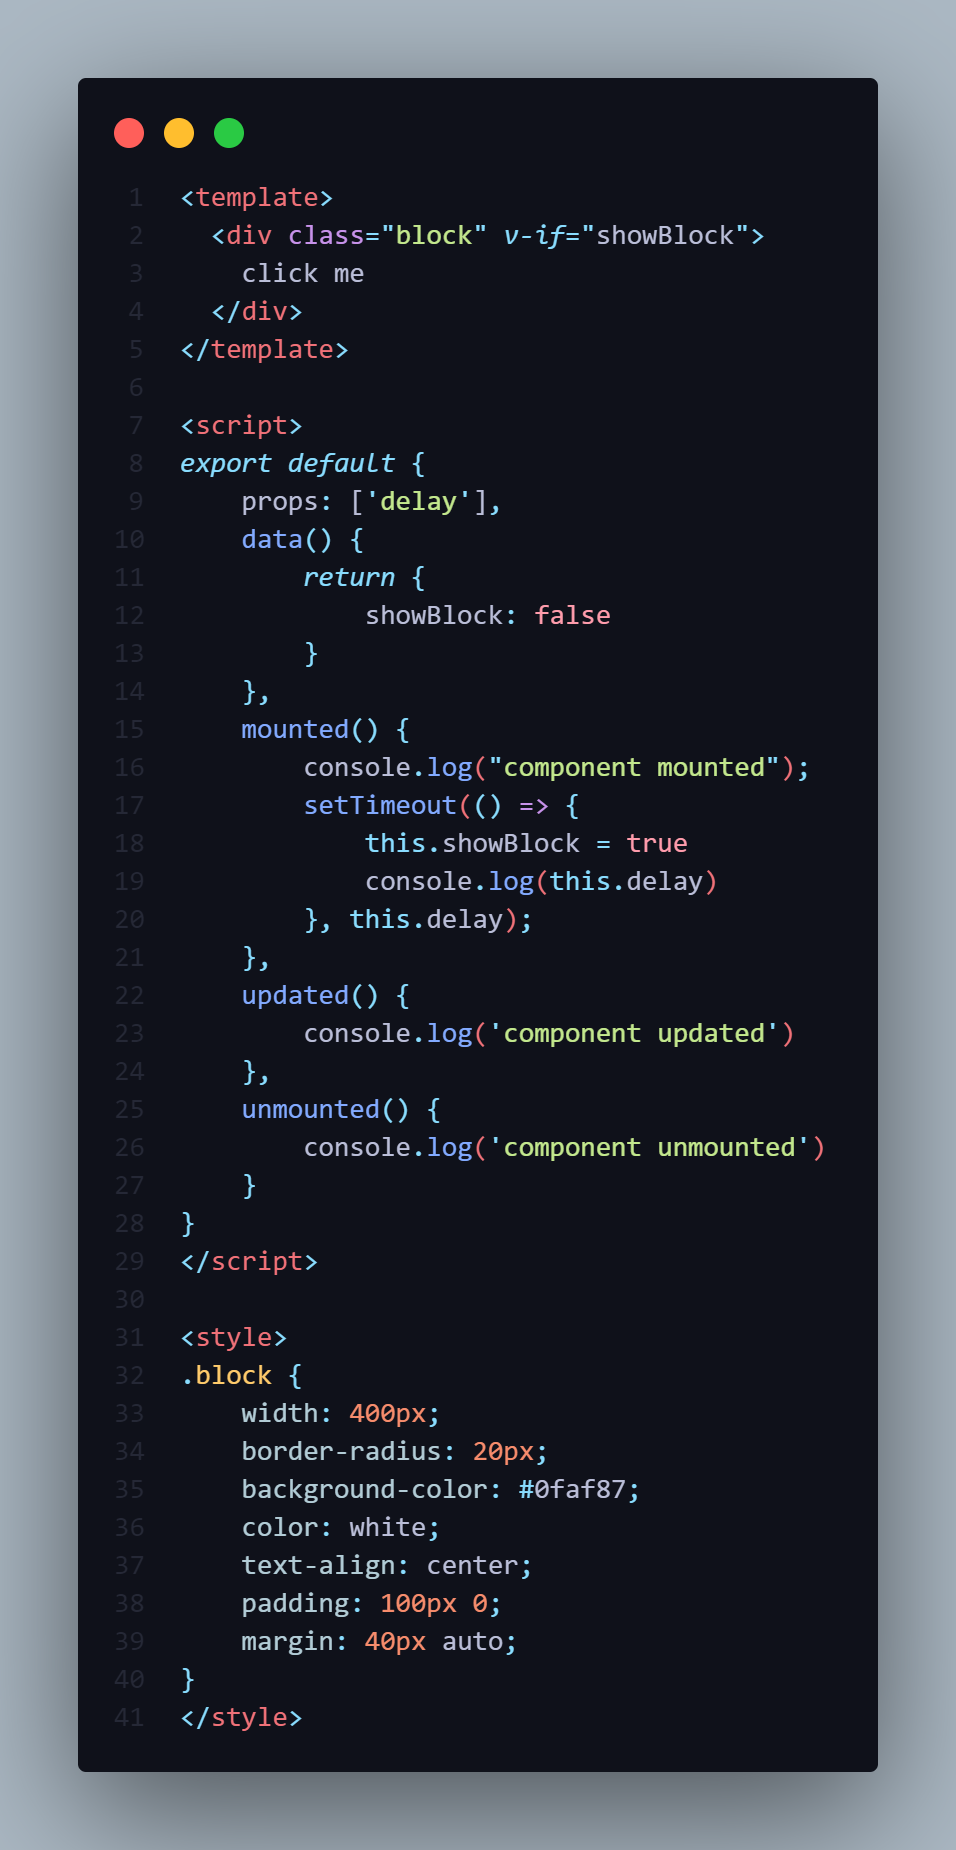 1 <template>
2   <div class="block" v-if="showBlock">
3     click me
4   </div>
5 </template>
6
7 <script>
8 export default {
9     props: ['delay'],
10     data() {
11         return {
12             showBlock: false
13         }
14     },
15     mounted() {
16         console.log("component mounted");
17         setTimeout(() => {
18             this.showBlock = true
19             console.log(this.delay)
20         }, this.delay);
21     },
22     updated() {
23         console.log('component updated')
24     },
25     unmounted() {
26         console.log('component unmounted')
27     }
28 }
29 </script>
30
31 <style>
32 .block {
33     width: 400px;
34     border-radius: 20px;
35     background-color: #0faf87;
36     color: white;
37     text-align: center;
38     padding: 100px 0;
39     margin: 40px auto;
40 }
41 </style>